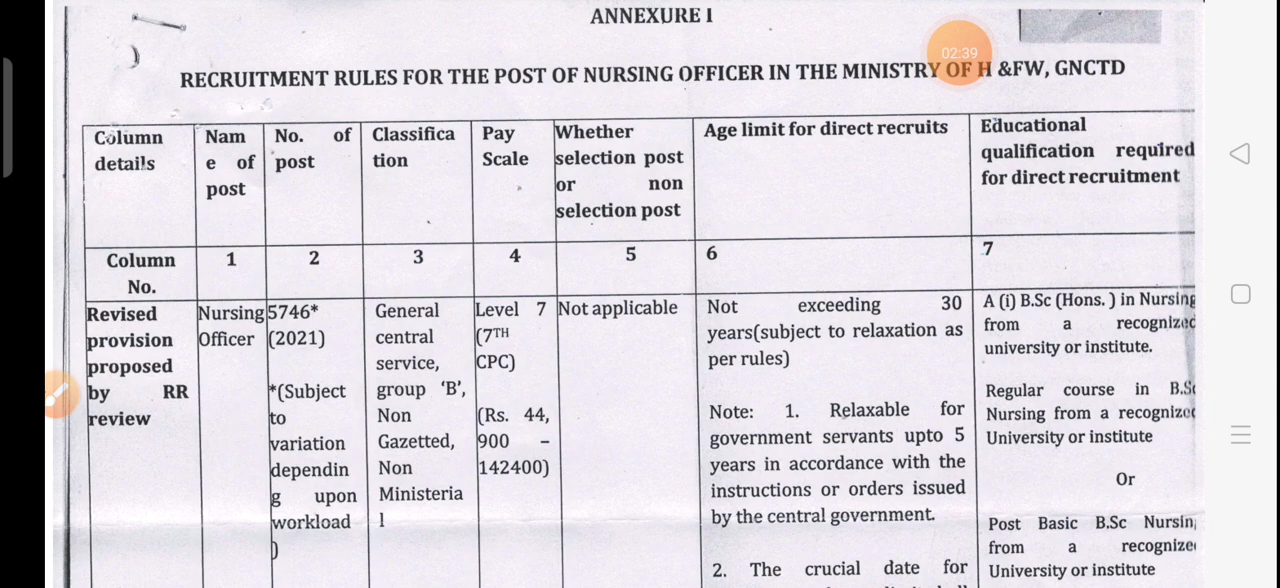 ANNEXURE I
02:39
RECRUITMENT RULES FOR THE POST OF NURSING OFFICER IN THE MINISTRY OF H &FW, GNCTD
Column
details
Nam
e of
post
No. of
post
Classifica
tion
Pay
Scale
Whether
selection post
or non
selection post
Age limit for direct recruits
Educational
qualification required
for direct recruitment
Column
No.
1
2
3
4
5
6
7
Revised
provision
proposed
by RR
review
Nursing
Officer
5746*
(2021)
*(Subject
to
variation
dependin
g upon
workload
)
General
central
service,
group ‘B’,
Non
Gazetted,
Non
Ministeria
l
Level 7
(7TH
CPC)
(Rs. 44,
900 –
142400)
Not applicable
Not exceeding 30
years(subject to relaxation as
per rules)
Note: 1. Relaxable for
government servants upto 5
years in accordance with the
instructions or orders issued
by the central government.
2. The crucial date for
A (i) B.Sc (Hons. ) in Nursing
from a recognized
university or institute.
Regular course in B.Sc
Nursing from a recognized
University or institute
Or
Post Basic B.Sc Nursin
from a recognize
University or institute